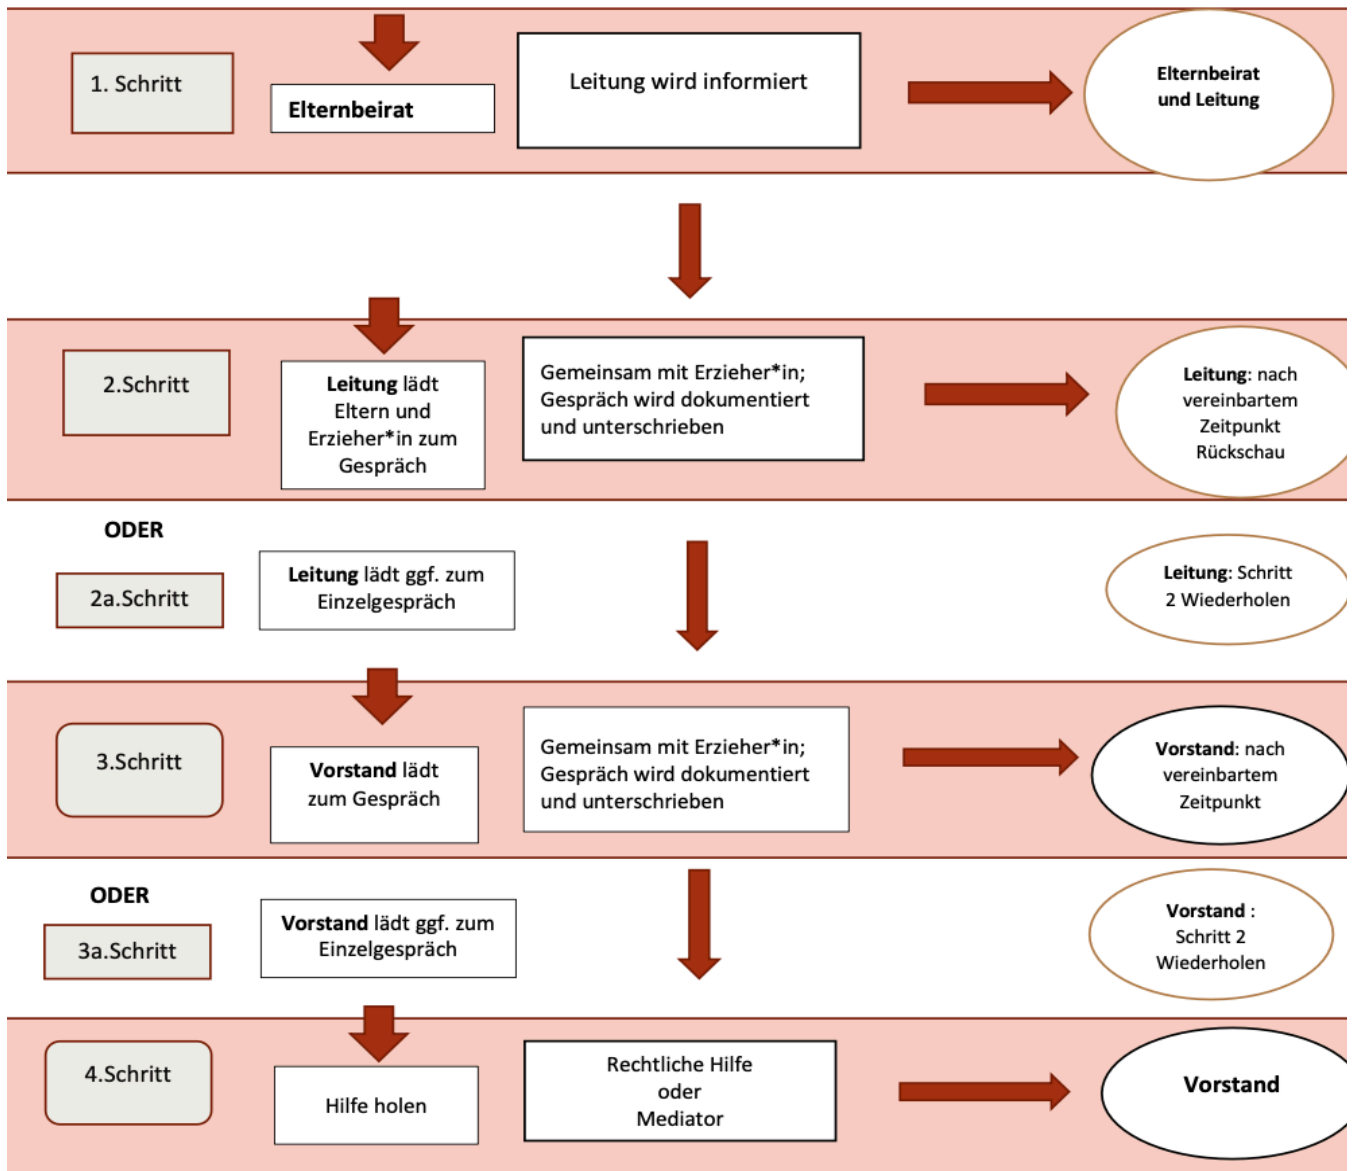 1. Schritt
Elternbeirat
Leitung wird informiert
Elternbeirat
und Leitung
2.Schritt
Leitung lädt
Eltern und
Erzieher*in zum
Gespräch
Gemeinsam mit Erzieher*in;
Gespräch wird dokumentiert
und unterschrieben
Leitung: nach
vereinbartem
Zeitpunkt
Rückschau
ODER
2a.Schritt
Leitung lädt ggf. zum
Einzelgespräch
Leitung: Schritt
2 Wiederholen
3.Schritt
Vorstand lädt
zum Gespräch
Gemeinsam mit Erzieher*in;
Gespräch wird dokumentiert
und unterschrieben
Vorstand: nach
vereinbartem
Zeitpunkt
ODER
3a.Schritt
Vorstand lädt ggf. zum
Einzelgespräch
Vorstand :
Schritt 2
Wiederholen
4.Schritt
Hilfe holen
Rechtliche Hilfe
oder
Mediator
Vorstand